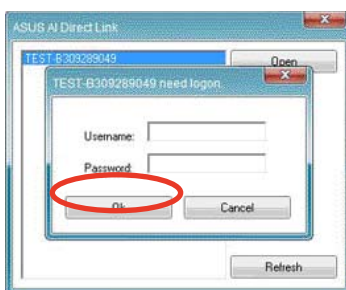 ASUS AI Direct Link
TEST-B309289049
Open
TEST-B309289049 need logon.
Username:
Password:
Ok
Cancel
Refresh